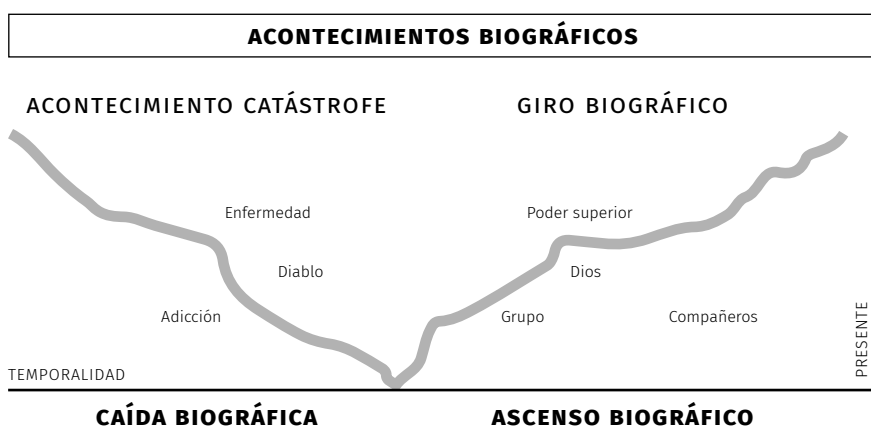 ACONTECIMIENTOS BIOGRÁFICOS
ACONTECIMIENTO CATÁSTROFE
GIRO BIOGRÁFICO
Enfermedad
Poder superior
Diablo
Dios
Adicción
Grupo
Compañeros
PRESENTE
TEMPORALIDAD
CAÍDA BIOGRÁFICA
ASCENSO BIOGRÁFICO